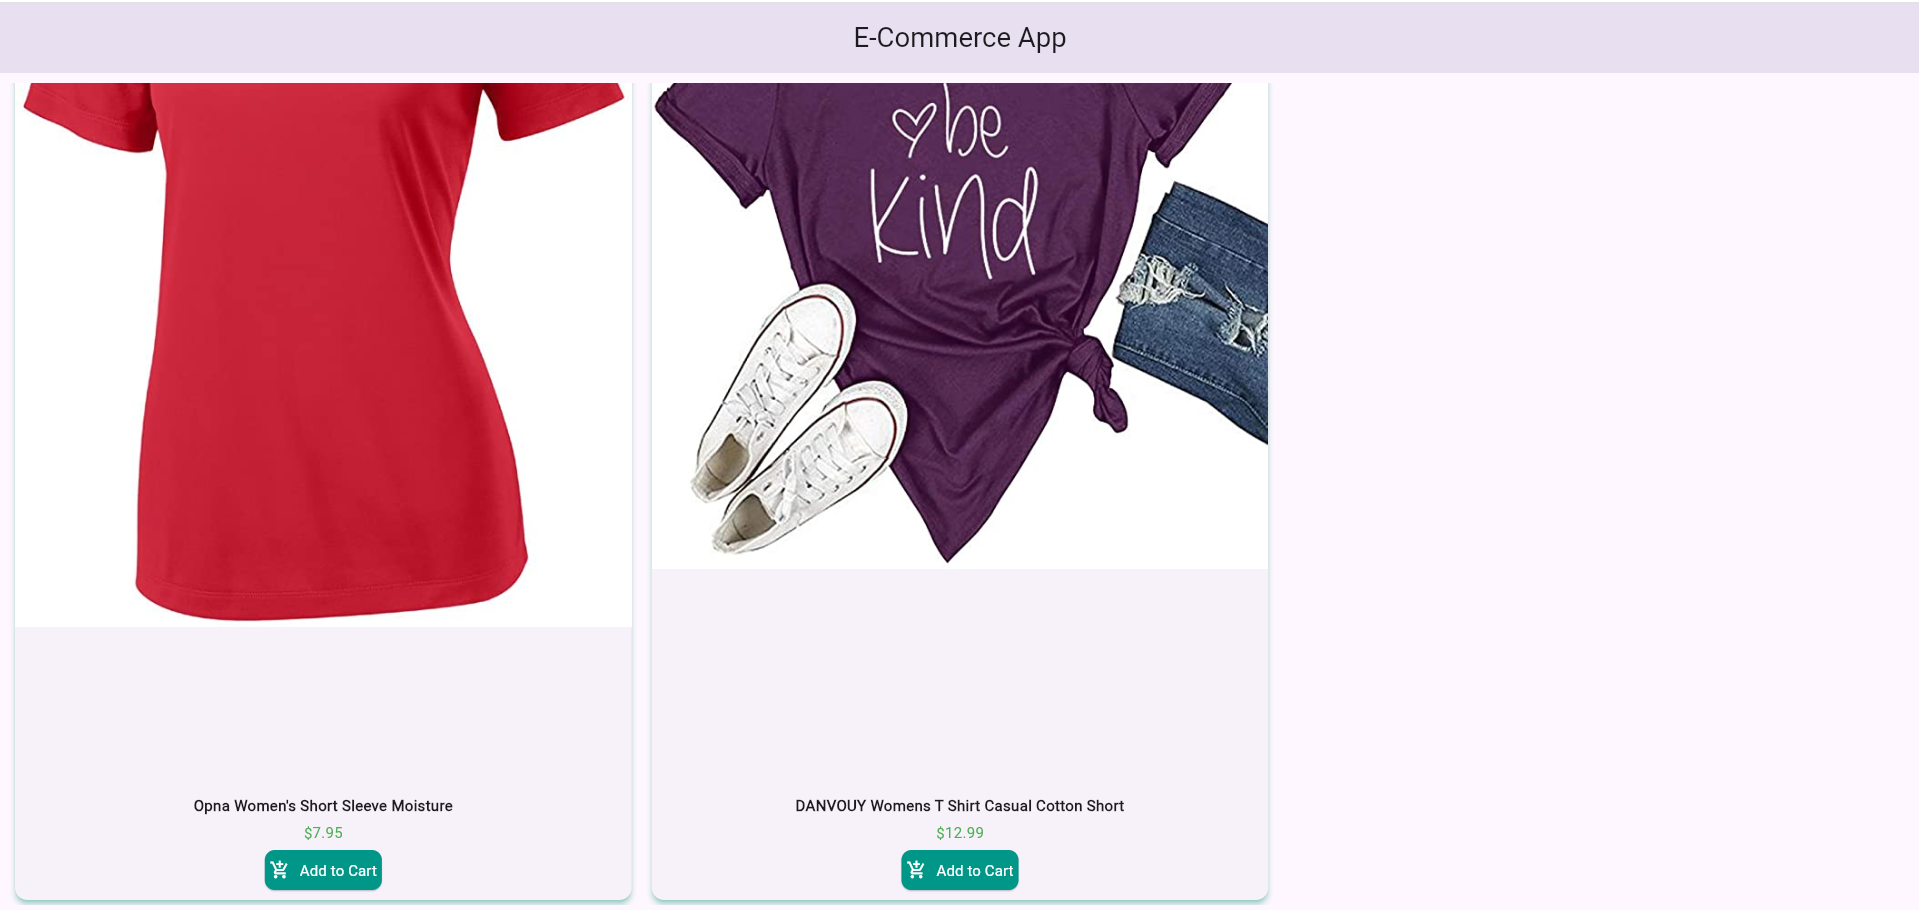 E-Commerce App
be
kind
Opna Women's Short Sleeve Moisture
$7.95
Add to Cart
DANVOUY Womens T Shirt Casual Cotton Short
$12.99
Add to Cart